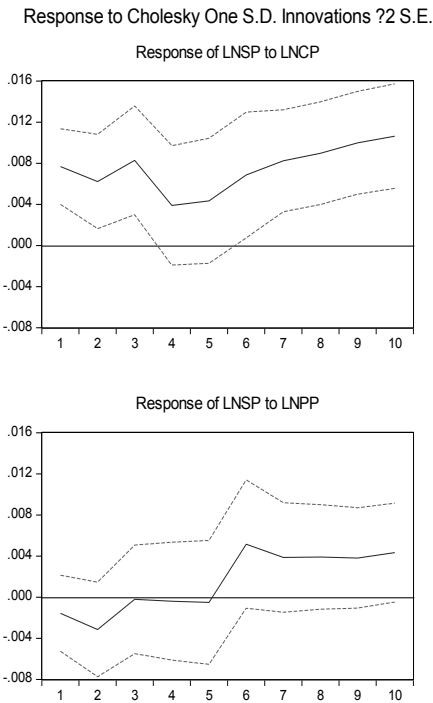 Response to Cholesky One S.D. Innovations ?2 S.E.
Response of LNSP to LNCP
.016
.012
.008
.004
.000
-.004
-.008
1 2 3 4 5 6 7 8 9 10
Response of LNSP to LNPP
.016
.012
.008
.004
.000
-.004
-.008
1 2 3 4 5 6 7 8 9 10